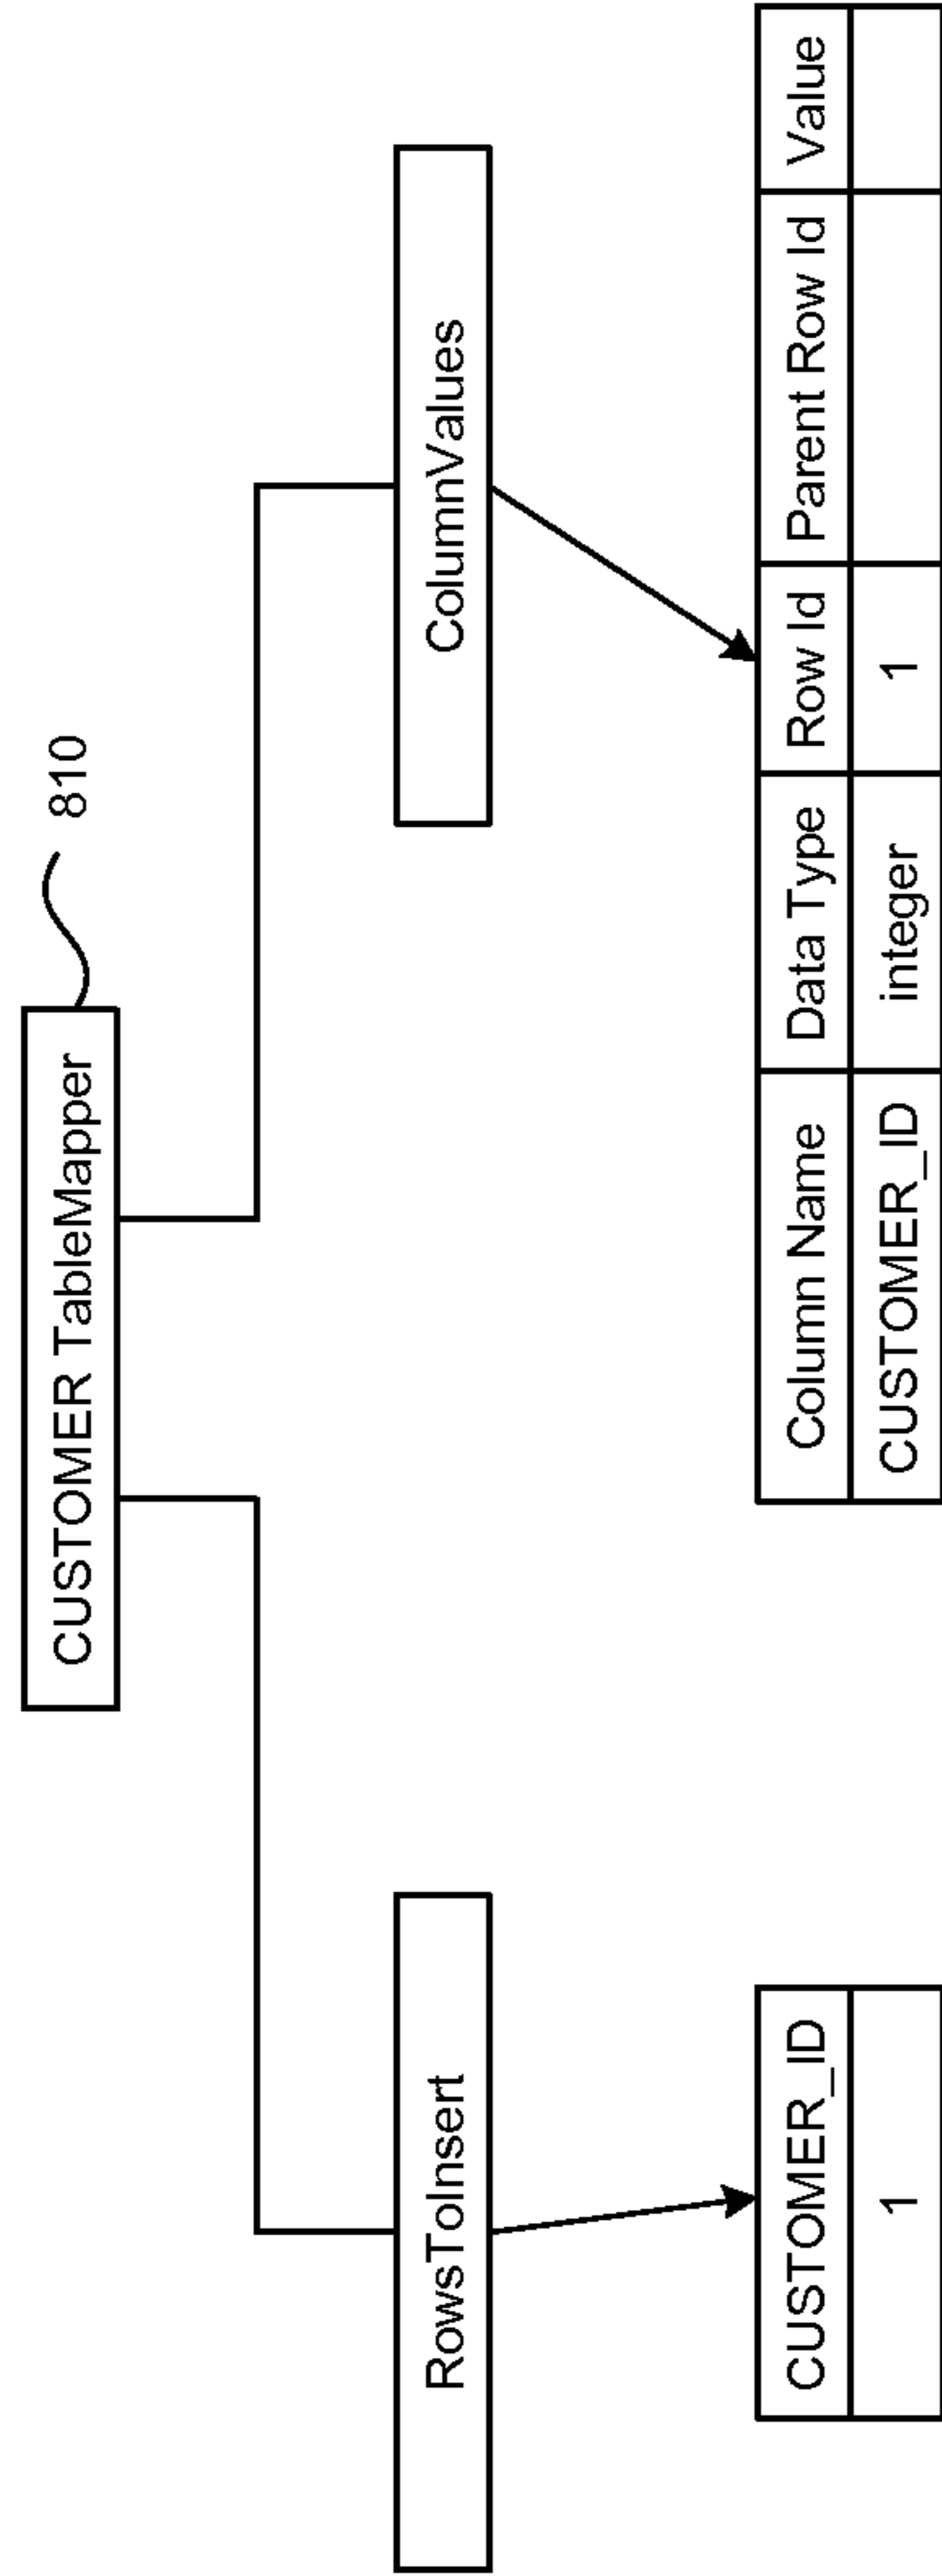 CUSTOMER TableMapper
810
RowsToInsert
ColumnValues
CUSTOMER_ID
1
Column Name Data Type Row Id Parent Row Id Value
CUSTOMER_ID integer 1